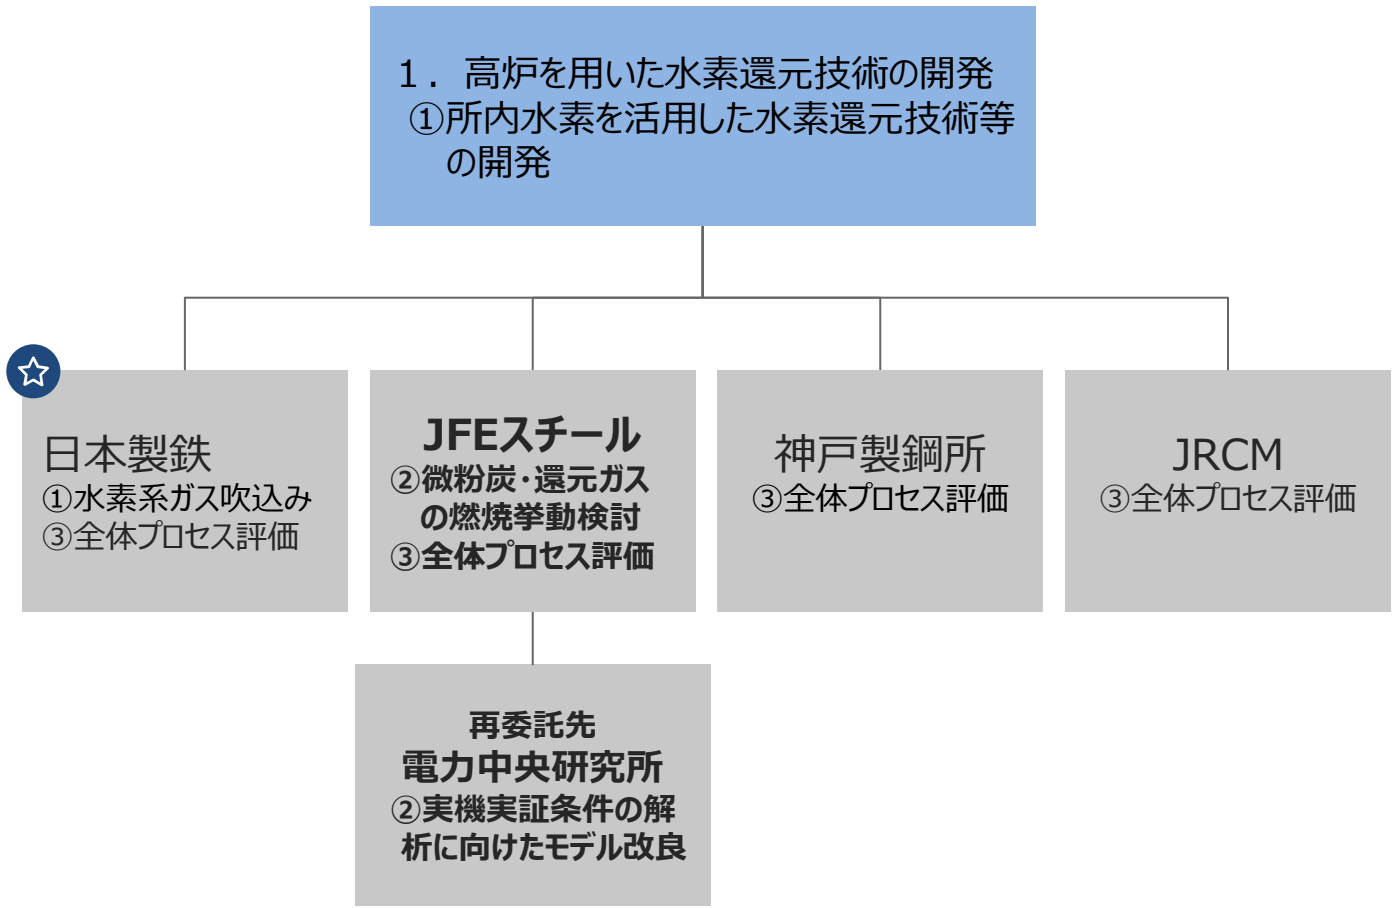 １．高炉を用いた水素還元技術の開発
①所内水素を活用した水素還元技術等
の開発
日本製鉄
①水素系ガス吹込み
③全体プロセス評価
JFEスチール
②微粉炭・還元ガス
の燃焼挙動検討
③全体プロセス評価
神戸製鋼所
③全体プロセス評価
JRCM
③全体プロセス評価
再委託先
電力中央研究所
②実機実証条件の解
析に向けたモデル改良